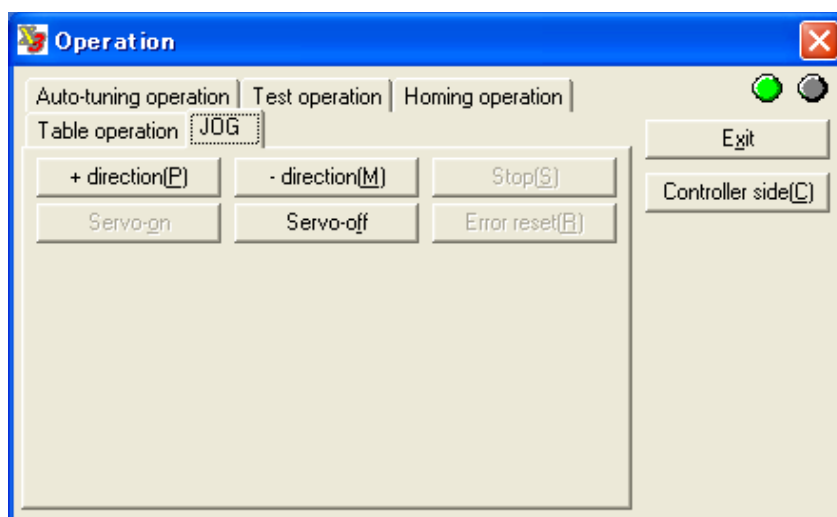 Operation
Auto-tuning operation Test operation Homing operation
Table operation JOG
Exit
+ direction(P) - direction(M) Stop(S)
Controller side(C)
Servo-on Servo-off Error reset(R)